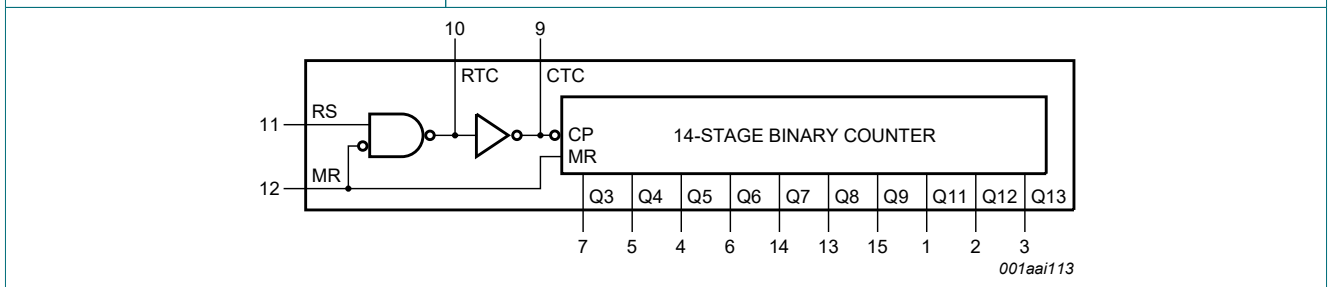 10 9
RTC CTC
11 RS
CP 14-STAGE BINARY COUNTER
MR
12 MR
Q3 Q4 Q5 Q6 Q7 Q8 Q9 Q11 Q12 Q13
7 5 4 6 14 13 15 1 2 3
001aai113